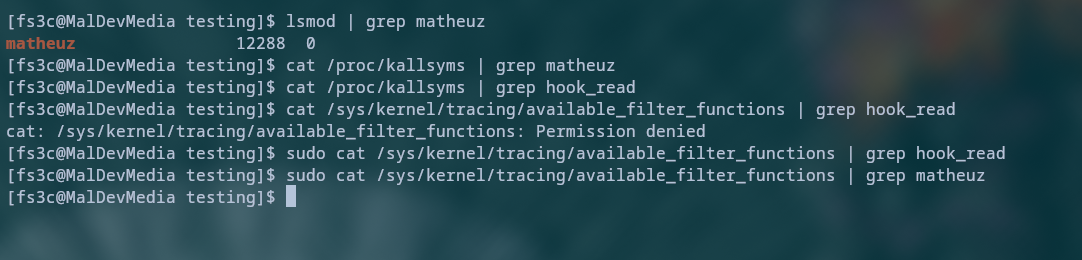 [fs3c@MalDevMedia testing]$ lsmod | grep matheuz
matheuz                12288  0
[fs3c@MalDevMedia testing]$ cat /proc/kallsyms | grep matheuz
[fs3c@MalDevMedia testing]$ cat /proc/kallsyms | grep hook_read
[fs3c@MalDevMedia testing]$ cat /sys/kernel/tracing/available_filter_functions | grep hook_read
cat: /sys/kernel/tracing/available_filter_functions: Permission denied
[fs3c@MalDevMedia testing]$ sudo cat /sys/kernel/tracing/available_filter_functions | grep hook_read
[fs3c@MalDevMedia testing]$ sudo cat /sys/kernel/tracing/available_filter_functions | grep matheuz
[fs3c@MalDevMedia testing]$